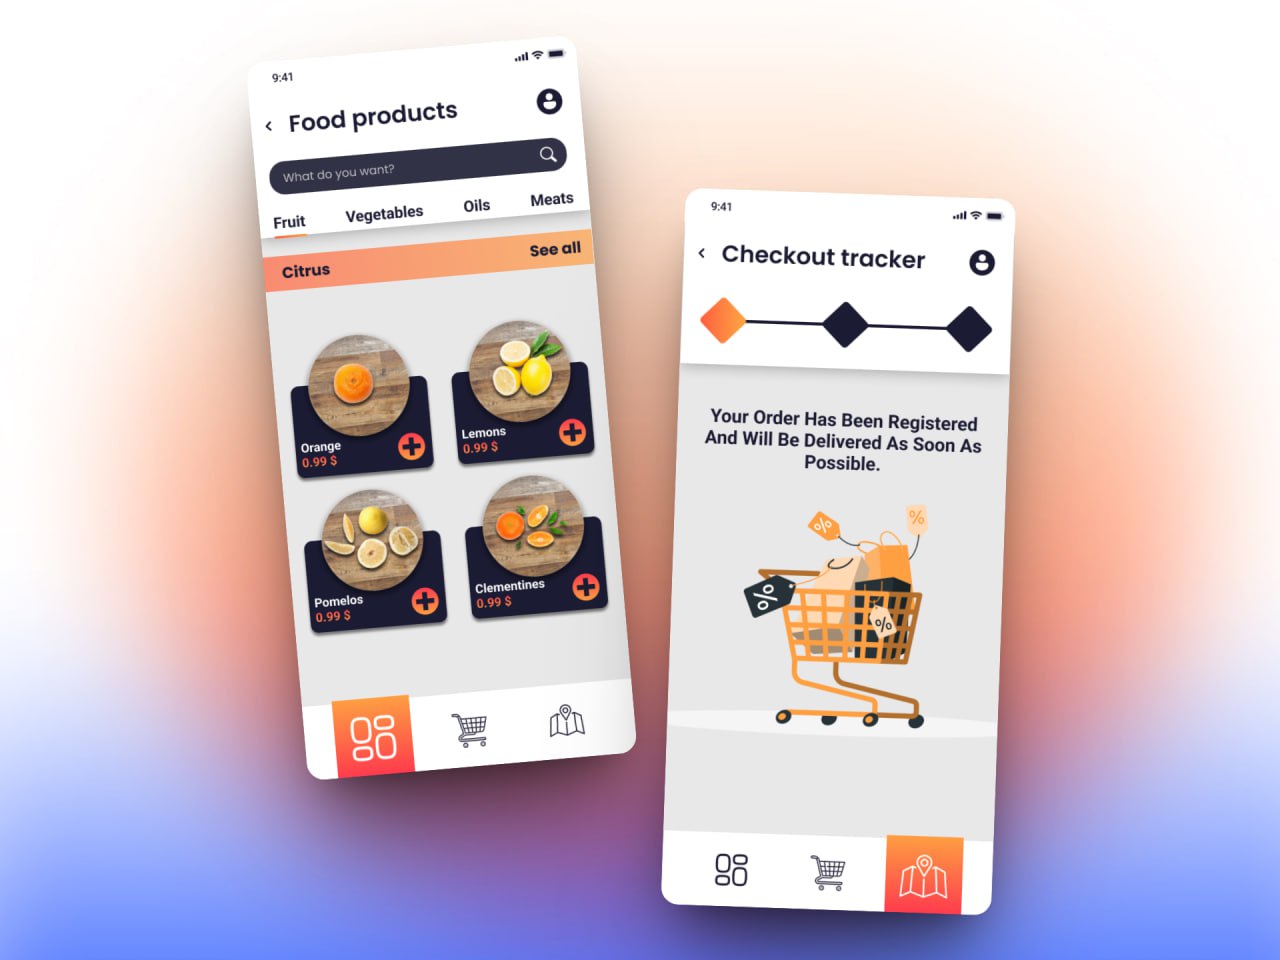 9:41
Food products
What do you want?
Fruit Vegetables Oils Meats
Citrus See all
Orange
0.99 $
Lemons
0.99 $
Pomelos
0.99 $
Clementines
0.99 $
9:41
Checkout tracker
Your Order Has Been Registered
And Will Be Delivered As Soon As
Possible.
%
%
%
%